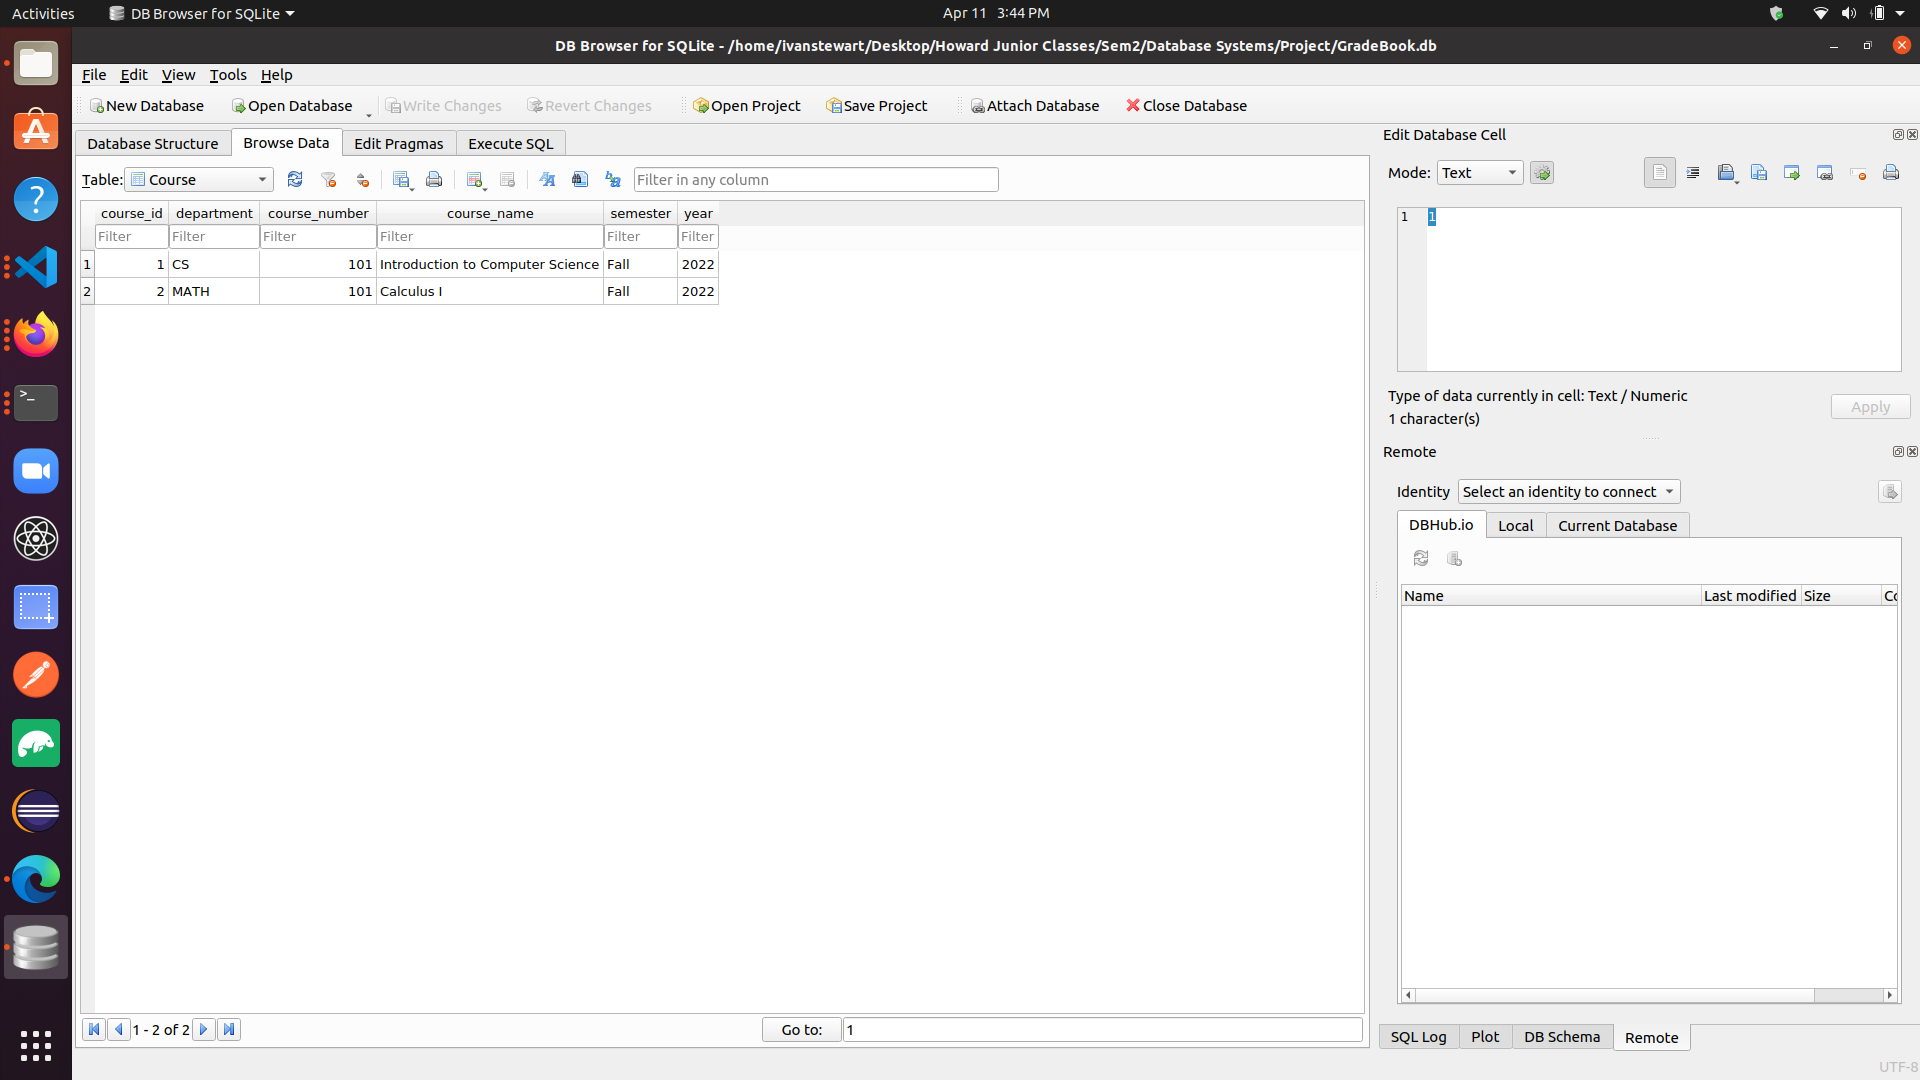 Activities
DB Browser for SQLite
Apr 11 3:44 PM
DB Browser for SQLite - /home/ivanstewart/Desktop/Howard Junior Classes/Sem2/Database Systems/Project/GradeBook.db
File Edit View Tools Help
New Database Open Database Write Changes Revert Changes Open Project Save Project Attach Database Close Database
Database Structure Browse Data Edit Pragmas Execute SQL
Table: Course Filter in any column
course_id department course_number course_name semester year
Filter Filter Filter Filter Filter Filter
1 1 CS 101 Introduction to Computer Science Fall 2022
2 2 MATH 101 Calculus I Fall 2022
1 - 2 of 2
Go to: 1
Edit Database Cell
Mode: Text
1 1
Type of data currently in cell: Text / Numeric
1 character(s)
Apply
Remote
Identity Select an identity to connect
DBHub.io Local Current Database
Name Last modified Size Co
SQL Log Plot DB Schema Remote
UTF-8